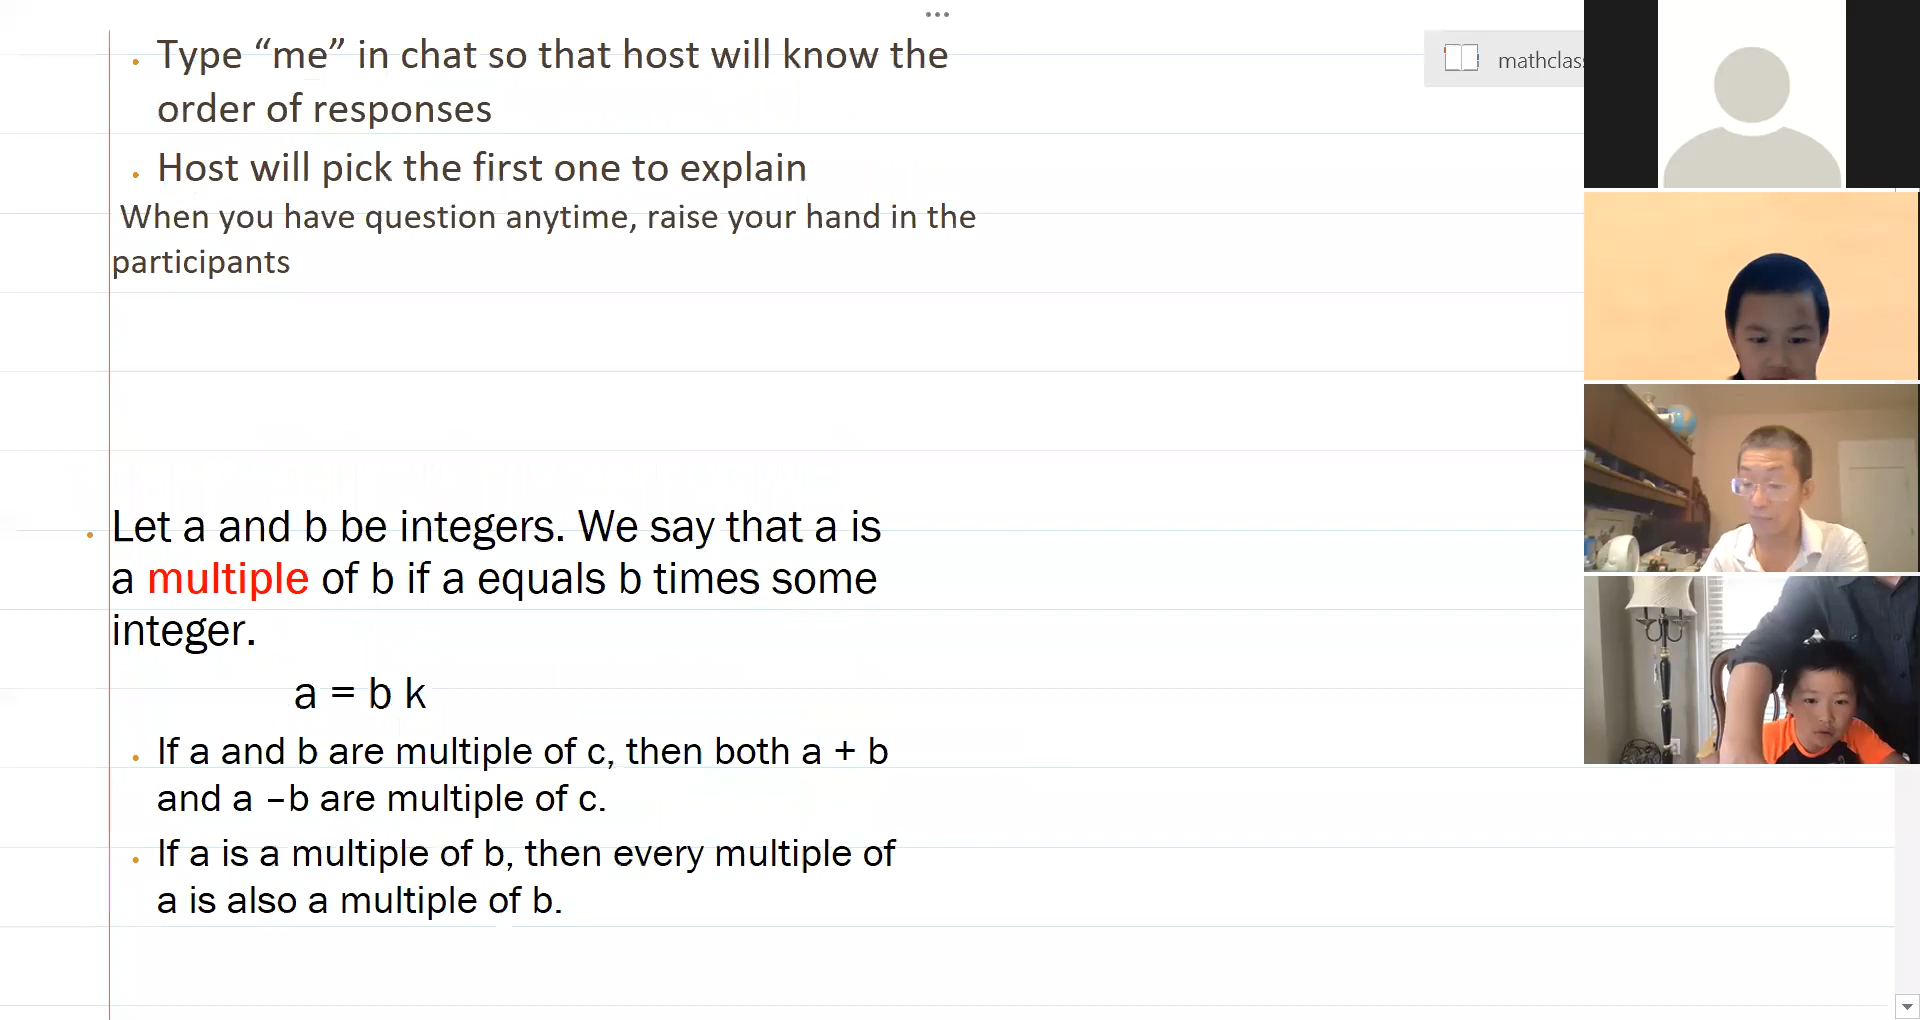 Type “me” in chat so that host will know the
order of responses
Host will pick the first one to explain
When you have question anytime, raise your hand in the
participants
Let a and b be integers. We say that a is
a multiple of b if a equals b times some
integer.
a = b k
If a and b are multiple of c, then both a + b
and a –b are multiple of c.
If a is a multiple of b, then every multiple of
a is also a multiple of b.